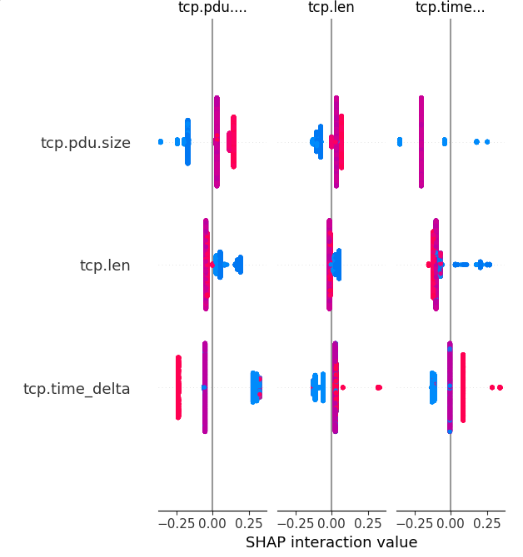 tcp.pdu.... tcp.len tcp.time...
tcp.pdu.size
tcp.len
tcp.time_delta
−0.25 0.00 0.25 −0.25 0.00 0.25 −0.25 0.00 0.25
SHAP interaction value